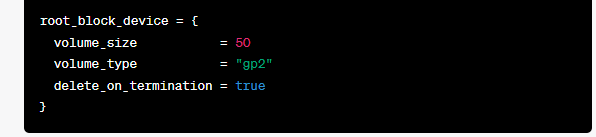 root_block_device = {
  volume_size           = 50
  volume_type           = "gp2"
  delete_on_termination = true
}